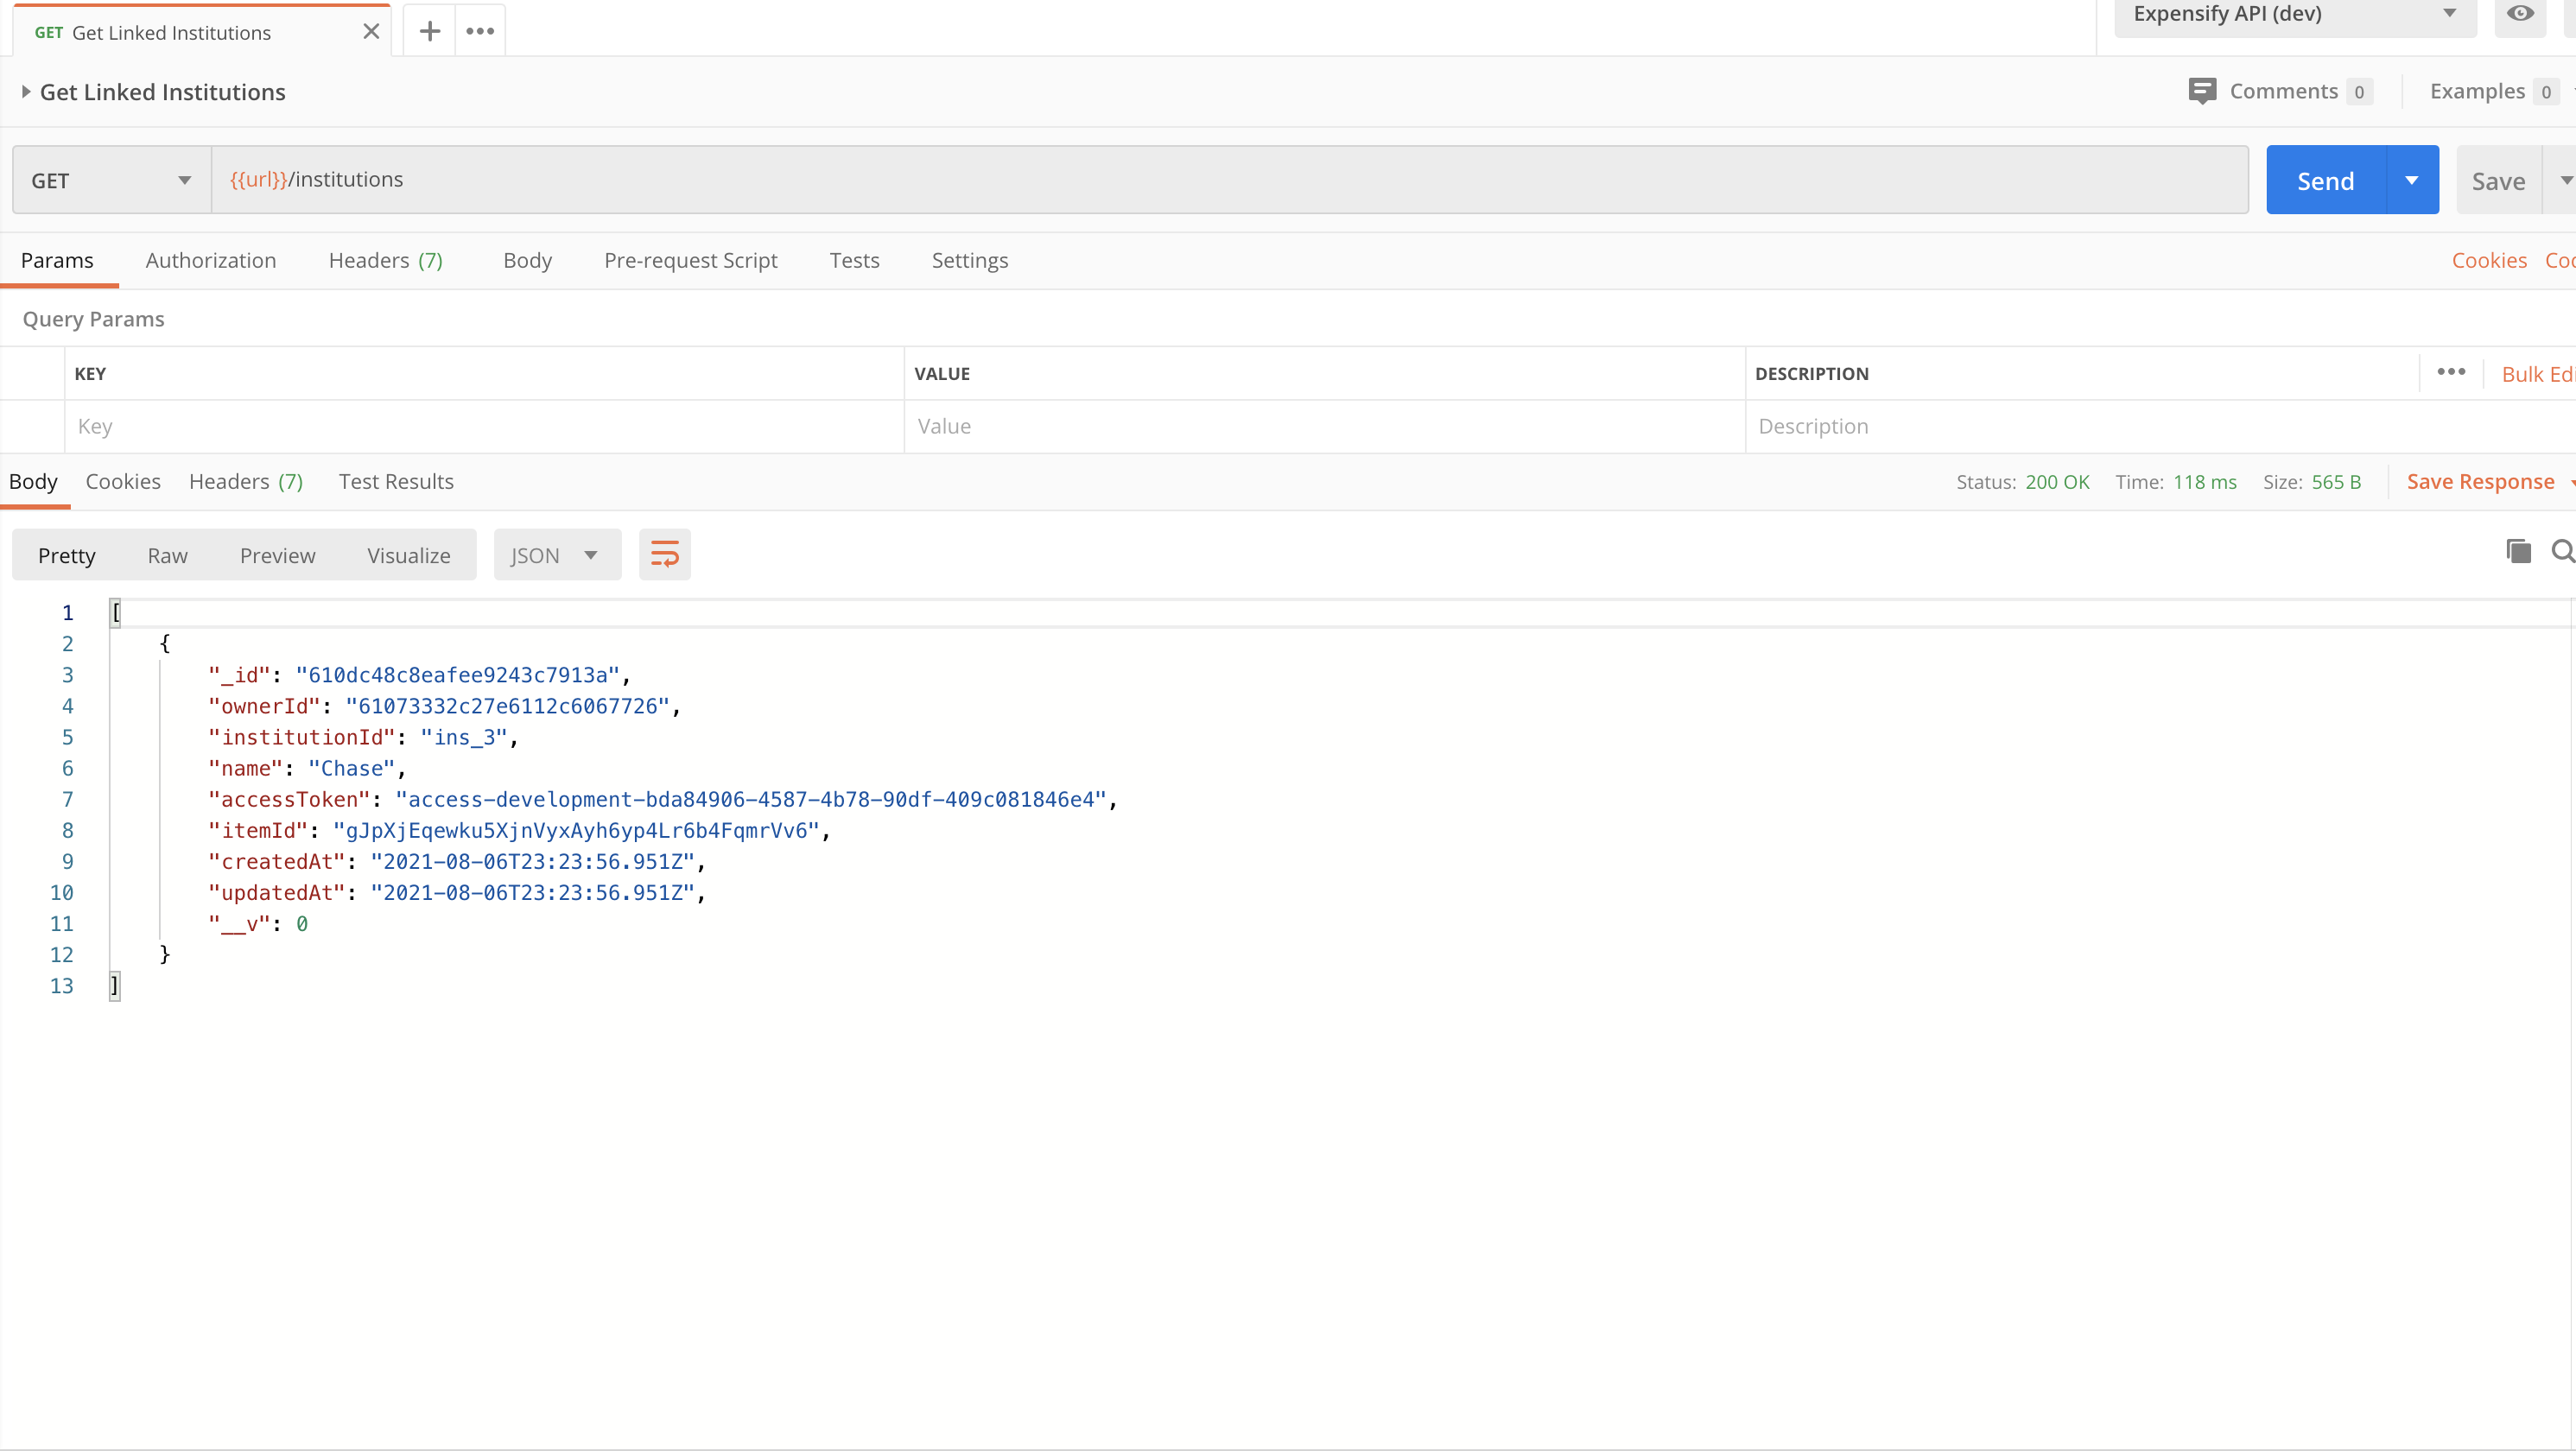 GET Get Linked Institutions
Expensify API (dev)
Get Linked Institutions
Comments 0
Examples 0
GET
{{url}}/institutions
Send
Save
Params Authorization Headers (7) Body Pre-request Script Tests Settings
Cookies
Query Params
KEY VALUE DESCRIPTION
Bulk
Key Value Description
Body Cookies Headers (7) Test Results
Status: 200 OK Time: 118 ms Size: 565 B
Save Response
Pretty Raw Preview Visualize JSON
1 [
2 {
3 "_id": "610dc48c8eafee9243c7913a",
4 "ownerId": "61073332c27e6112c6067726",
5 "institutionId": "ins_3",
6 "name": "Chase",
7 "accessToken": "access-development-bda84906-4587-4b78-90df-409c081846e4",
8 "itemId": "gJpXjEqewku5XjnVyxAyh6yp4Lr6b4FqmrVv6",
9 "createdAt": "2021-08-06T23:23:56.951Z",
10 "updatedAt": "2021-08-06T23:23:56.951Z",
11 "__v": 0
12 }
13 ]